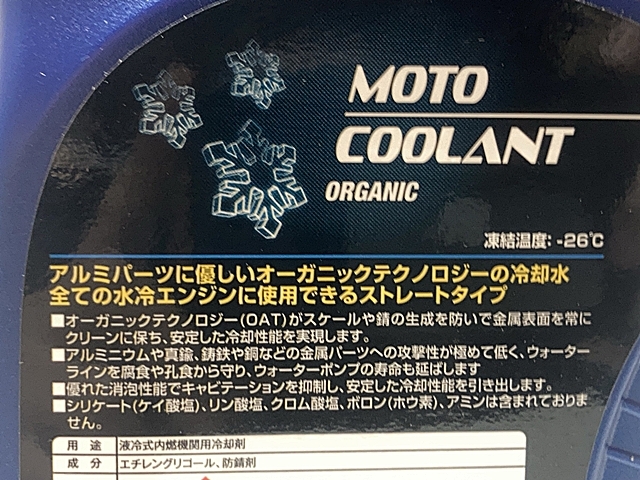 MOTO
COOLANT
ORGANIC
凍結温度: -26℃
アルミパーツに優しいオーガニックテクノロジーの冷却水
全ての水冷エンジンに使用できるストレートタイプ
■オーガニックテクノロジー(OAT)がスケールや錆の生成を防いで金属表面を常に
クリーンに保ち、安定した冷却性能を実現します。
■アルミニウムや真鍮、鋳鉄や銅などの金属パーツへの攻撃性が極めて低く、ウォーター
ラインを腐食や孔食から守り、ウォーターポンプの寿命も延ばします
■優れた消泡性能でキャビテーションを抑制し、安定した冷却性能を引き出します。
■シリケート(ケイ酸塩)、リン酸塩、クロム酸塩、ボロン(ホウ素)、アミンは含まれておりま
せん。
用 途 液冷式内燃機関用冷却剤
成 分 エチレングリコール、防錆剤